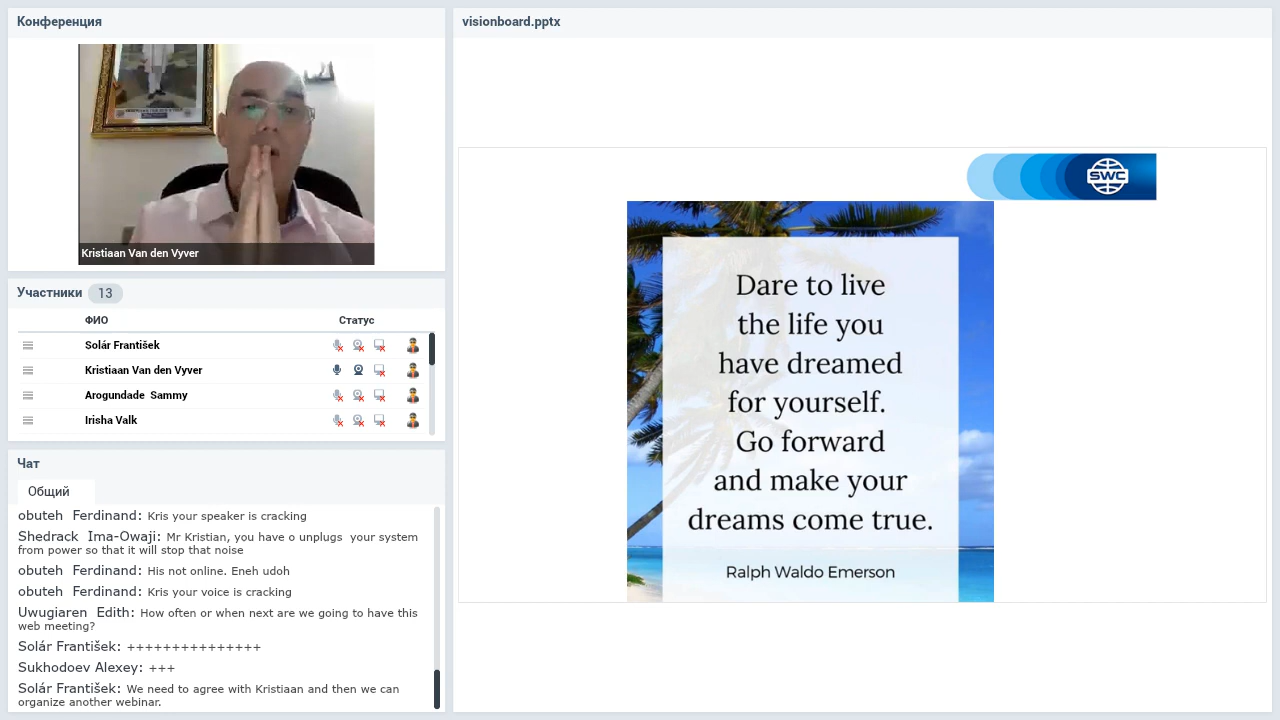 Конференция
Kristiaan Van den Vyver
Участники 13
ФИО Статус
Solár František
Kristiaan Van den Vyver
Arogundade Sammy
Irisha Valk
Чат
Общий
obuteh Ferdinand: Kris your speaker is cracking
Shedrack Ima-Owaji: Mr Kristian, you have o unplugs your system
from power so that it will stop that noise
obuteh Ferdinand: His not online. Eneh udoh
obuteh Ferdinand: Kris your voice is cracking
Uwugiaren Edith: How often or when next are we going to have this
web meeting?
Solár František: +++++++++++++++
Sukhodoev Alexey: +++
Solár František: We need to agree with Kristiaan and then we can
organize another webinar.
visionboard.pptx
SWC
Dare to live
the life you
have dreamed
for yourself.
Go forward
and make your
dreams come true.
Ralph Waldo Emerson